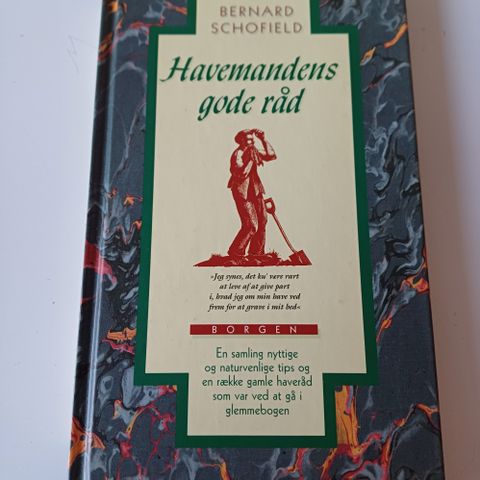 BERNARD
SCHOFIELD
Havemandens
gode råd
»Jeg synes, det ku' være rart
at leve af at give part
i, hvad jeg om min have ved
frem for at grave i mit bed«
BORGEN
En samling nyttige
og naturvenlige tips og
en række gamle haveråd
som var ved at gå i
glemmebogen